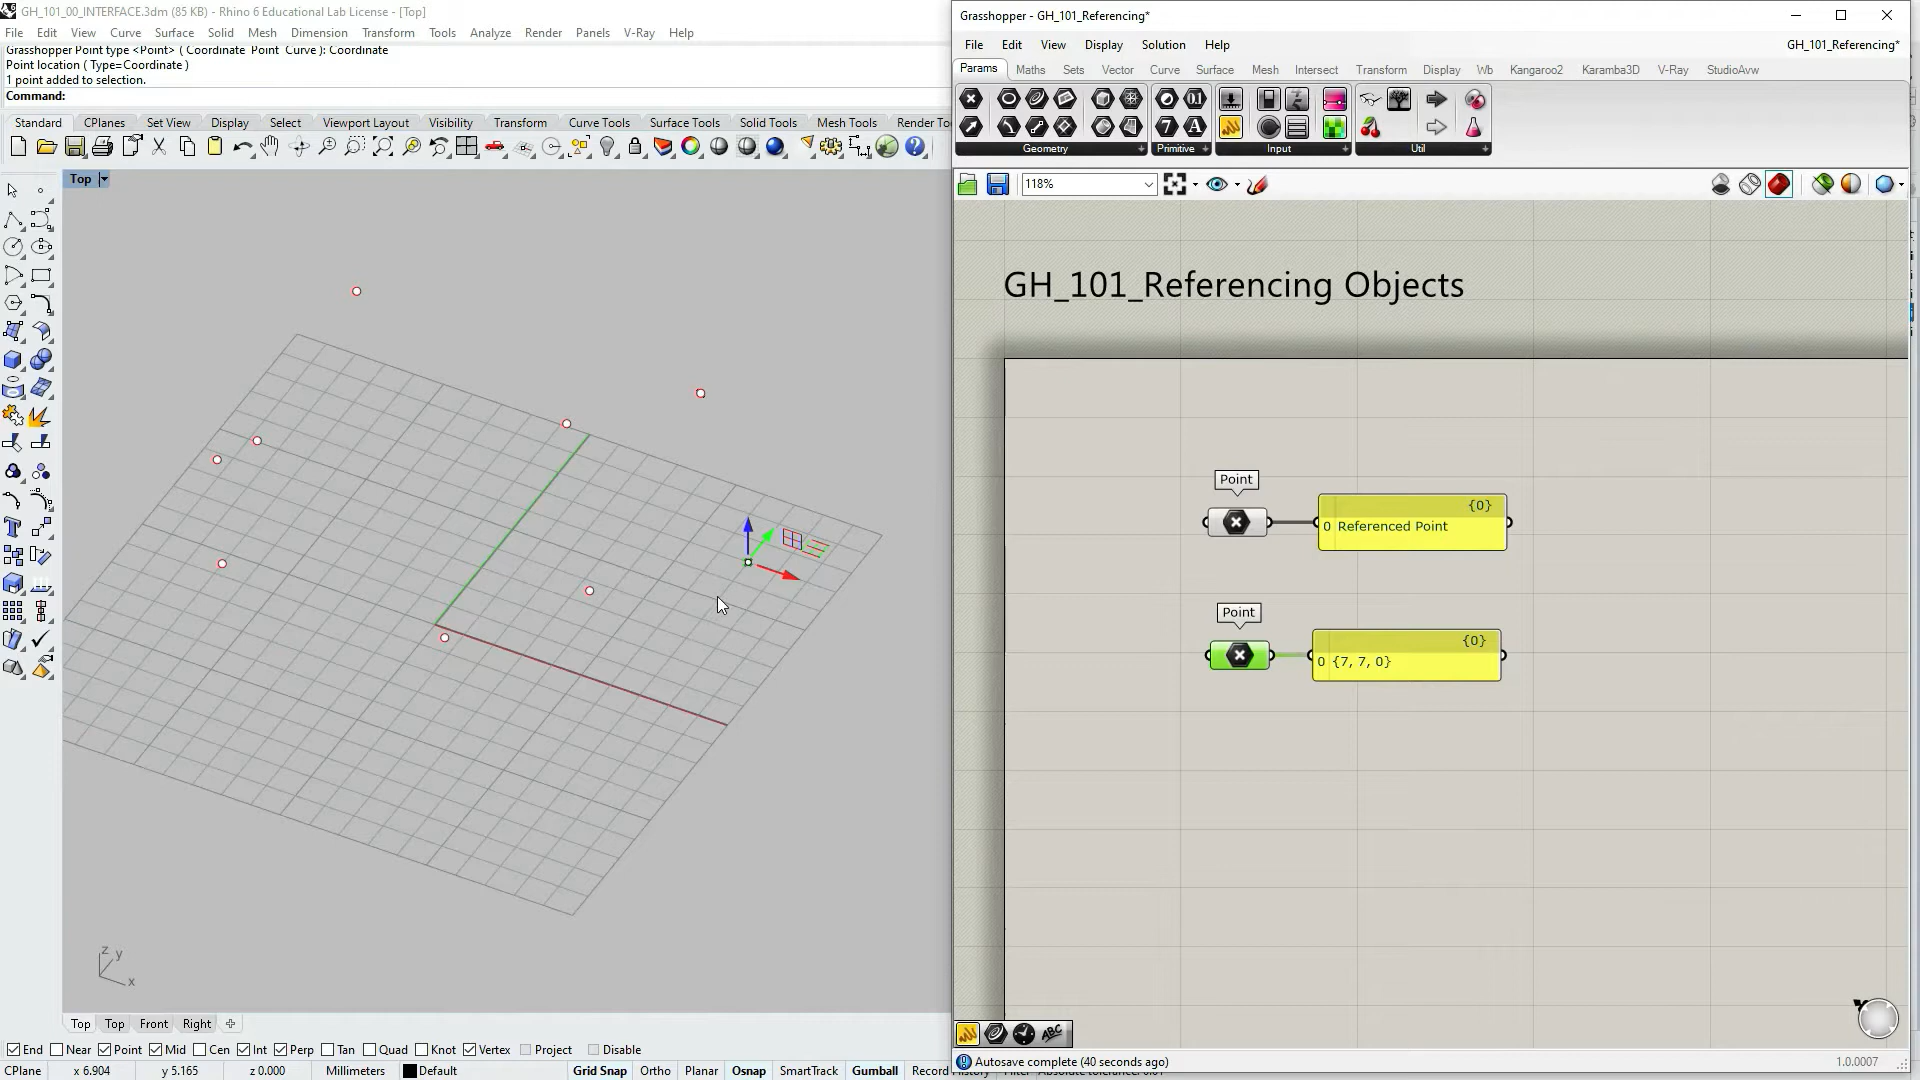 GH_101_00_INTERFACE.3dm (85 KB) - Rhino 6 Educational Lab License - [Top]
File Edit View Curve Surface Solid Mesh Dimension Transform Tools Analyze Render Panels V-Ray Help
Grasshopper Point type <Point> ( Coordinate Point Curve ): Coordinate
Point location ( Type=Coordinate )
1 point added to selection.
Command:
Standard CPlanes Set View Display Select Viewport Layout Visibility Transform Curve Tools Surface Tools Solid Tools Mesh Tools Render To
Top
z y
x
Top Top Front Right
End Near Point Mid Cen Int Perp Tan Quad Knot Vertex Project Disable
CPlane x 6.904 y 5.165 z 0.000 Millimeters Default Grid Snap Ortho Planar Osnap SmartTrack Gumball Record
Grasshopper - GH_101_Referencing*
File Edit View Display Solution Help GH_101_Referencing*
Params Maths Sets Vector Curve Surface Mesh Intersect Transform Display Wb Kangaroo2 Karamba3D V-Ray StudioAvw
Geometry Primitive Input Util
118%
GH_101_Referencing Objects
Point
{0}
0 Referenced Point
Point
{0}
0 {7, 7, 0}
ABC
Autosave complete (40 seconds ago) 1.0.0007